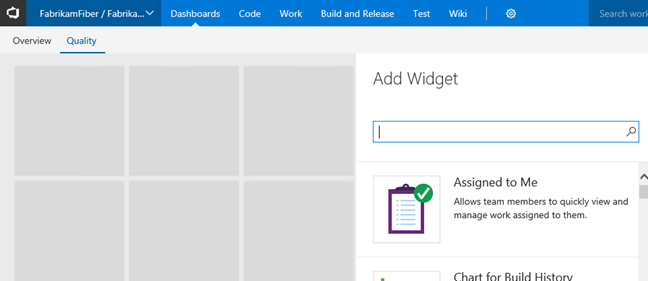 FabrikamFiber / Fabrika... Dashboards Code Work Build and Release Test Wiki Search work
Overview Quality
Add Widget
Assigned to Me
Allows team members to quickly view and
manage work assigned to them.
Chart for Build History